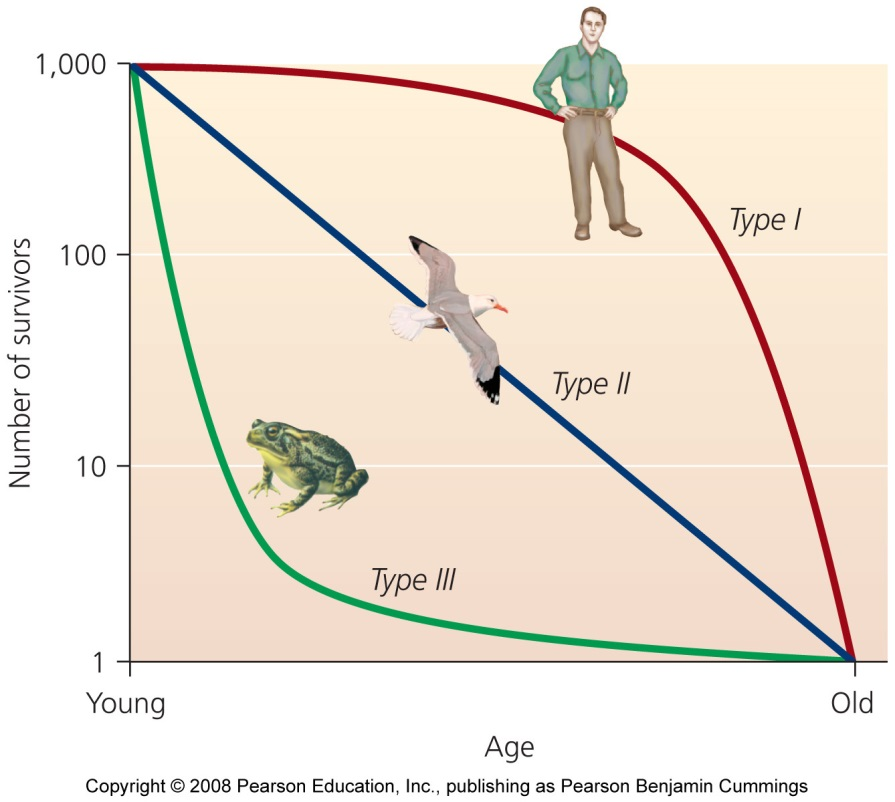 1,000
Type I
100
Number of survivors
Type II
10
Type III
1
Young
Old
Age
Copyright © 2008 Pearson Education, Inc., publishing as Pearson Benjamin Cummings